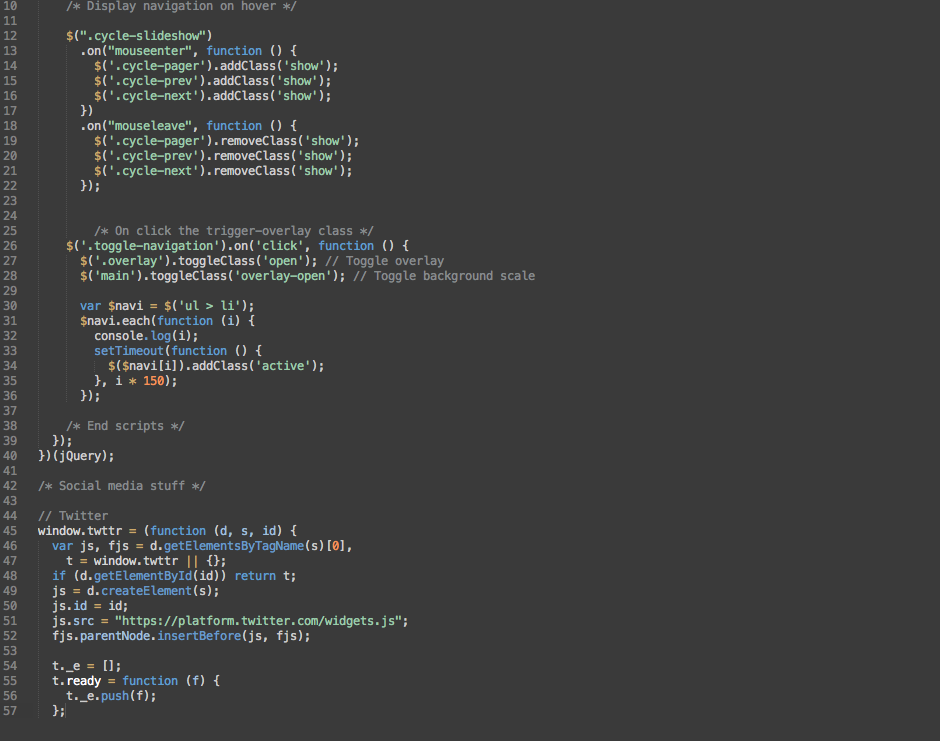 10 /* Display navigation on hover */
11
12 $(".cycle-slideshow")
13 .on("mouseenter", function () {
14 $('.cycle-pager').addClass('show');
15 $('.cycle-prev').addClass('show');
16 $('.cycle-next').addClass('show');
17 })
18 .on("mouseleave", function () {
19 $('.cycle-pager').removeClass('show');
20 $('.cycle-prev').removeClass('show');
21 $('.cycle-next').removeClass('show');
22 });
23
24
25 /* On click the trigger-overlay class */
26 $('.toggle-navigation').on('click', function () {
27 $('.overlay').toggleClass('open'); // Toggle overlay
28 $('main').toggleClass('overlay-open'); // Toggle background scale
29
30 var $navi = $('ul > li');
31 $navi.each(function (i) {
32 console.log(i);
33 setTimeout(function () {
34 $($navi[i]).addClass('active');
35 }, i * 150);
36 });
37
38 /* End scripts */
39 });
40 })(jQuery);
41
42 /* Social media stuff */
43
44 // Twitter
45 window.twttr = (function (d, s, id) {
46 var js, fjs = d.getElementsByTagName(s)[0],
47 t = window.twttr || {};
48 if (d.getElementById(id)) return t;
49 js = d.createElement(s);
50 js.id = id;
51 js.src = "https://platform.twitter.com/widgets.js";
52 fjs.parentNode.insertBefore(js, fjs);
53
54 t._e = [];
55 t.ready = function (f) {
56 t._e.push(f);
57 };